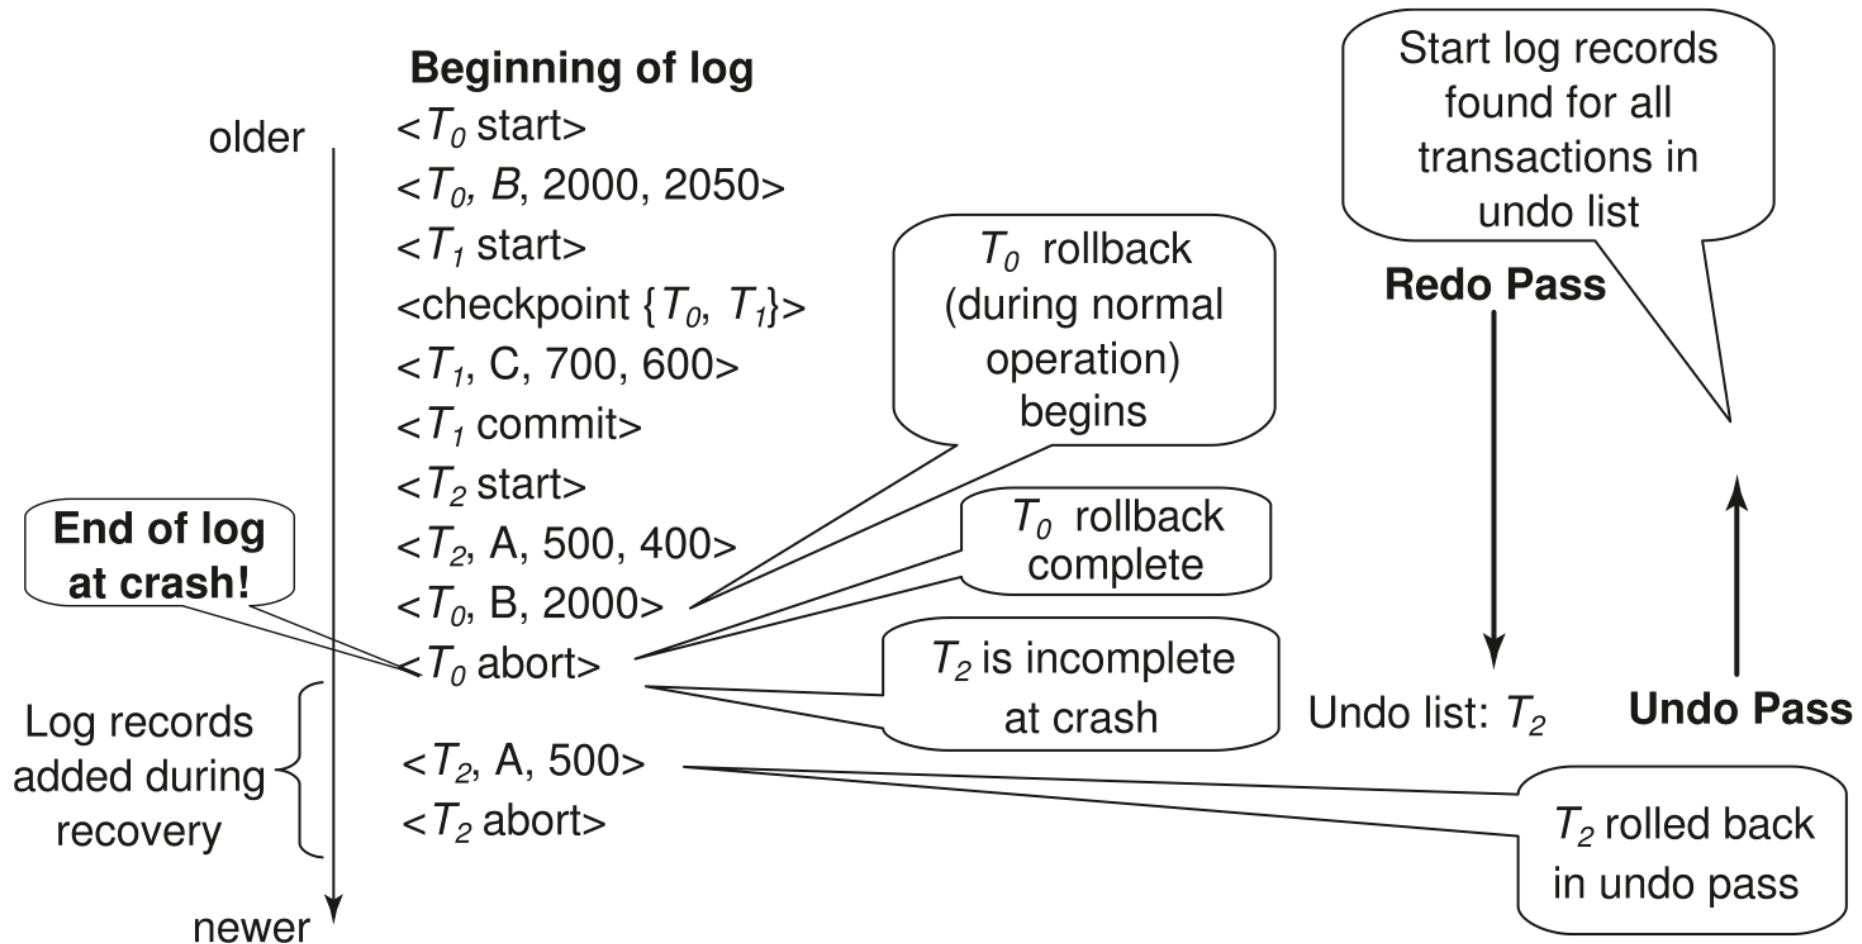 Beginning of log
older
<T0 start>
<T0, B, 2000, 2050>
<T1 start>
<checkpoint {T0, T1}>
<T1, C, 700, 600>
<T1 commit>
<T2 start>
<T2, A, 500, 400>
<T0, B, 2000>
<T0 abort>
<T2, A, 500>
<T2 abort>
newer
End of log
at crash!
Log records
added during
recovery
T0 rollback
(during normal
operation)
begins
T0 rollback
complete
T2 is incomplete
at crash
Start log records
found for all
transactions in
undo list
Redo Pass
Undo list: T2
Undo Pass
T2 rolled back
in undo pass